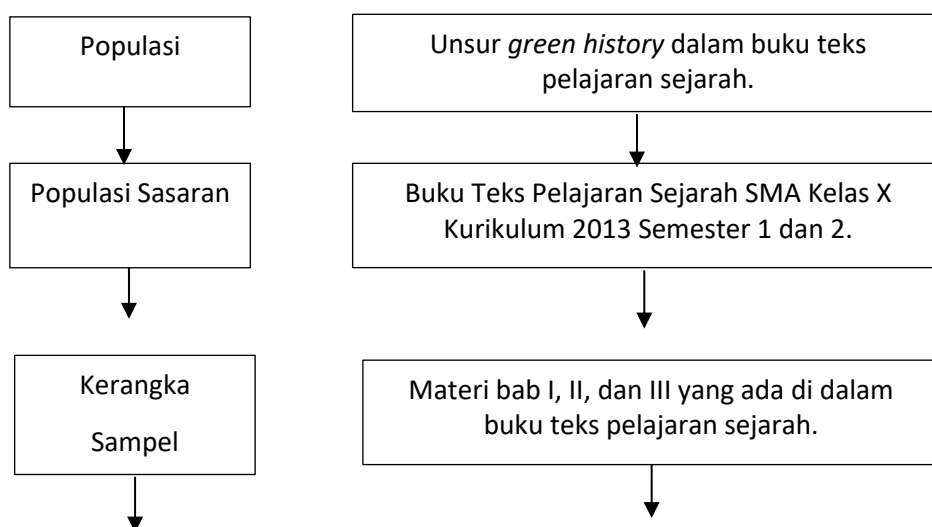 Populasi
Unsur green history dalam buku teks
pelajaran sejarah.
Populasi Sasaran
Buku Teks Pelajaran Sejarah SMA Kelas X
Kurikulum 2013 Semester 1 dan 2.
Kerangka
Sampel
Materi bab I, II, dan III yang ada di dalam
buku teks pelajaran sejarah.